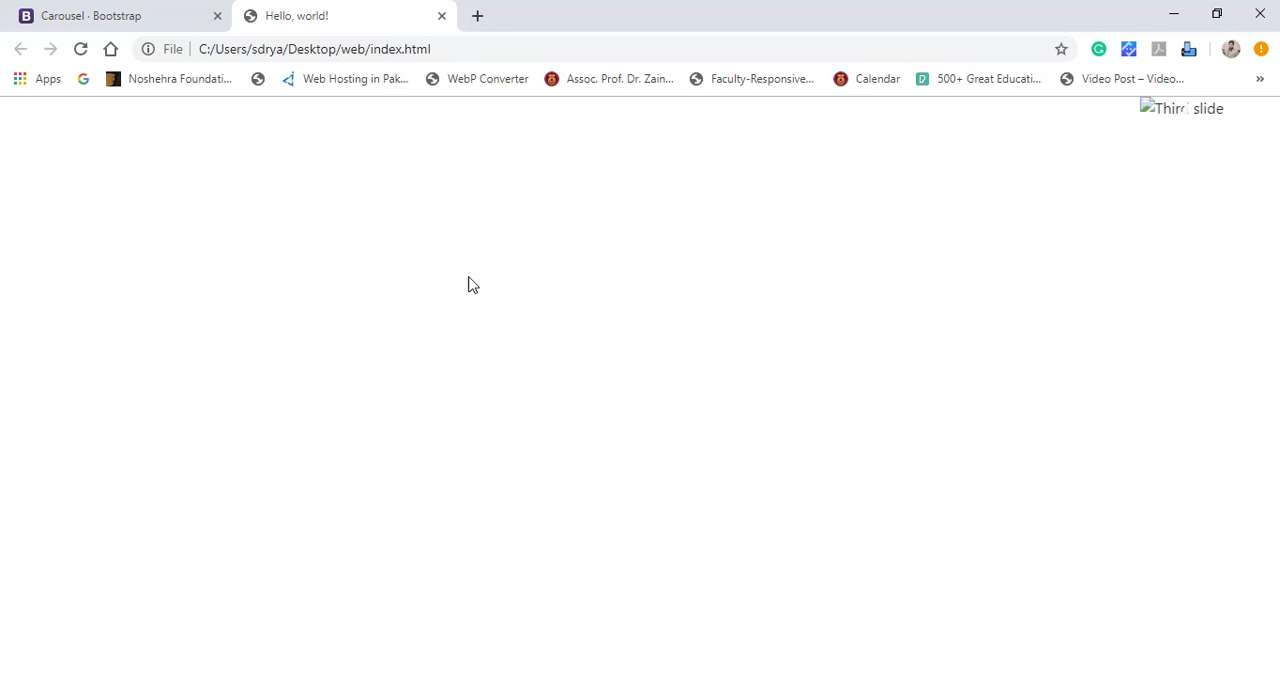 Carousel · Bootstrap
Hello, world!
File
C:/Users/sdrya/Desktop/web/index.html
Apps
Noshehra Foundati...
Web Hosting in Pak...
WebP Converter
Assoc. Prof. Dr. Zain...
Faculty-Responsive...
Calendar
500+ Great Educati...
Video Post – Video...
»
Third slide